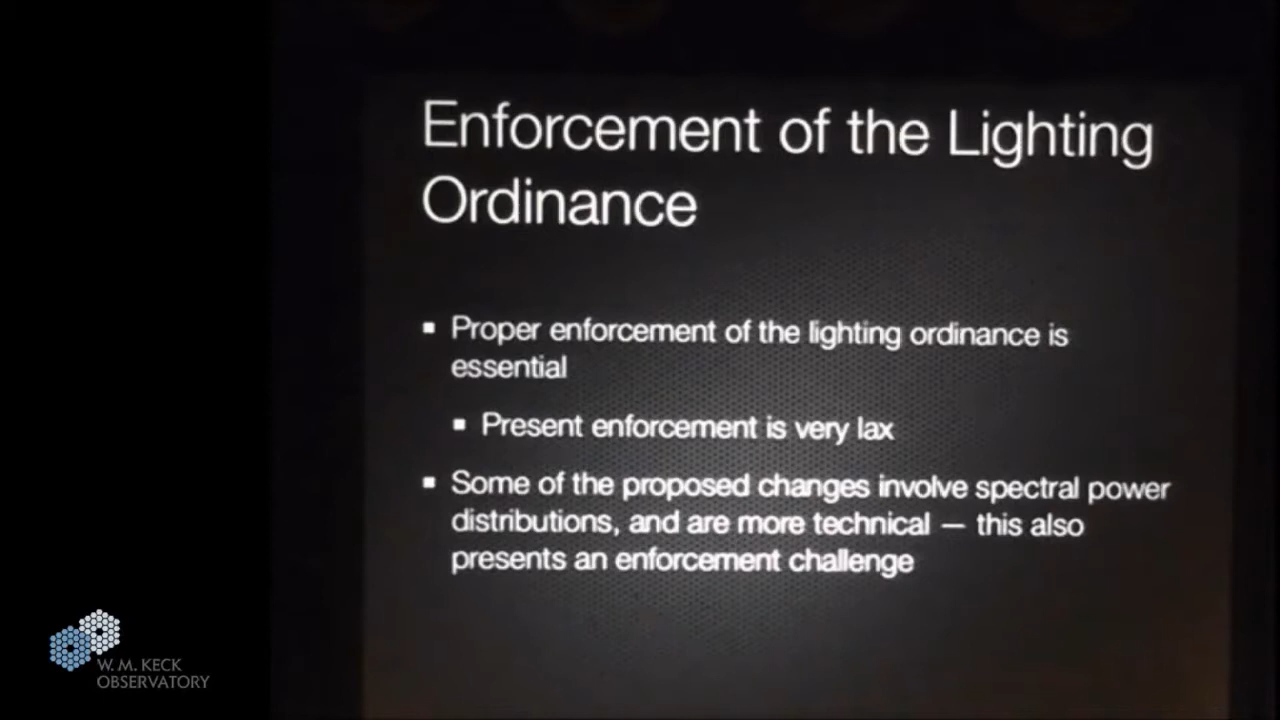 Enforcement of the Lighting
Ordinance
▪ Proper enforcement of the lighting ordinance is
essential
▪ Present enforcement is very lax
▪ Some of the proposed changes involve spectral power
distributions, and are more technical — this also
presents an enforcement challenge
W. M. KECK
OBSERVATORY